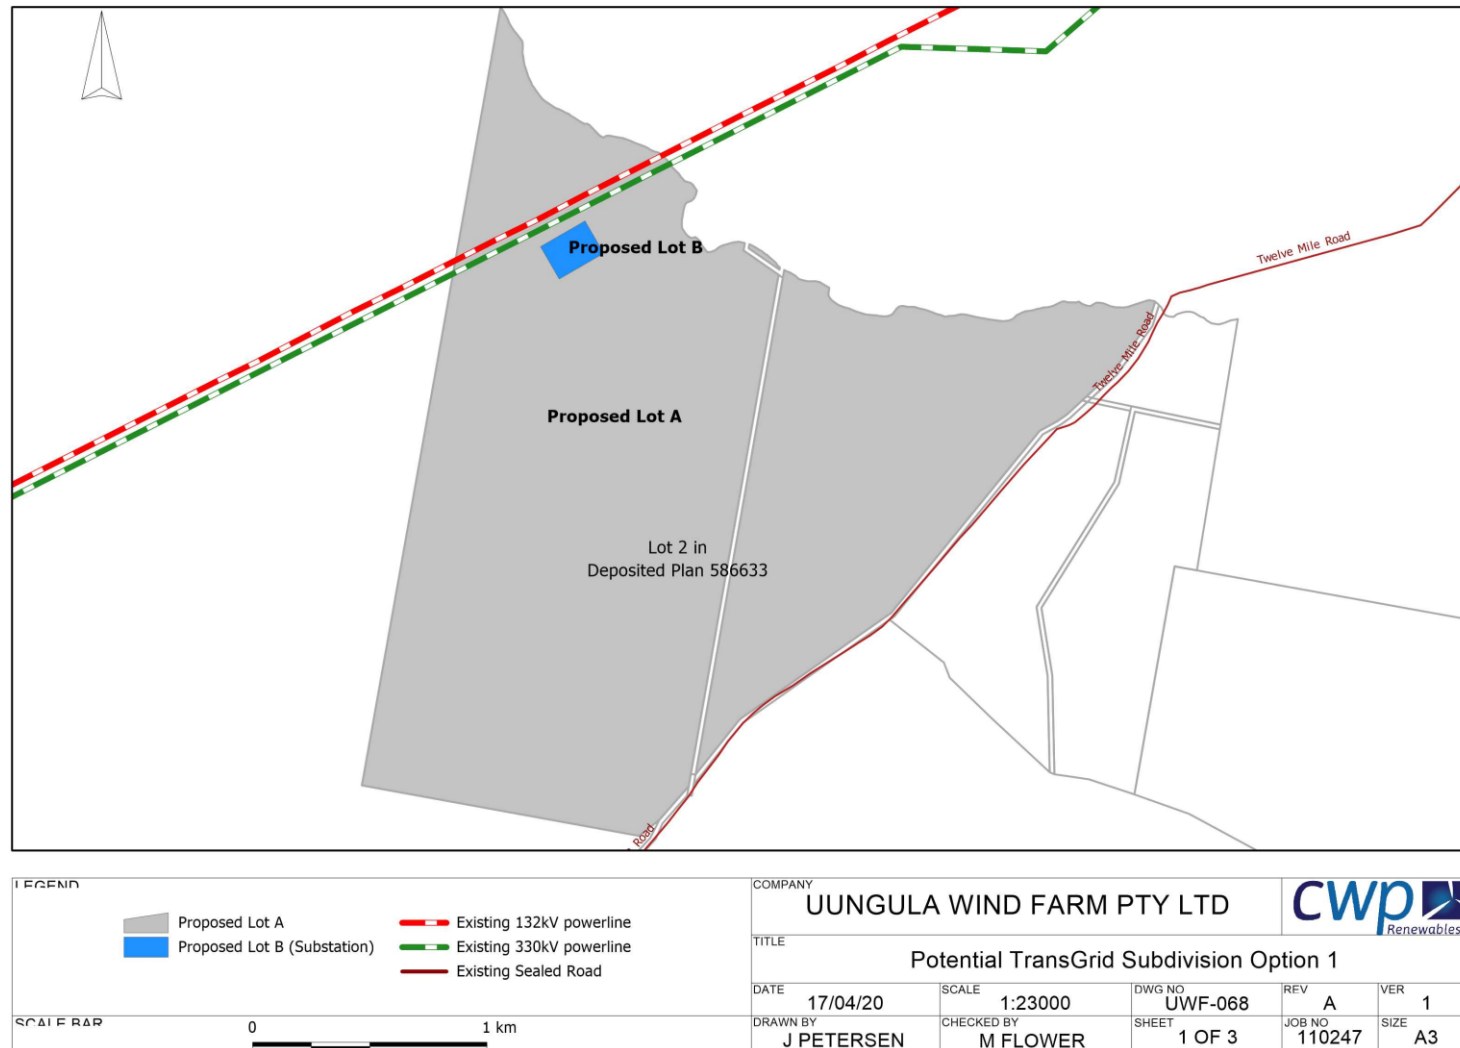 Proposed Lot B
Twelve Mile Road
Twelve Mile Road
Proposed Lot A
Lot 2 in
Deposited Plan 586633
Road
LEGEND
Proposed Lot A
Proposed Lot B (Substation)
Existing 132kV powerline
Existing 330kV powerline
Existing Sealed Road
SCALE BAR
0 1 km
COMPANY
UUNGULA WIND FARM PTY LTD
cwp
Renewables
TITLE
Potential TransGrid Subdivision Option 1
DATE
17/04/20
SCALE
1:23000
DWG NO
UWF-068
REV
A
VER
1
DRAWN BY
J PETERSEN
CHECKED BY
M FLOWER
SHEET
1 OF 3
JOB NO
110247
SIZE
A3